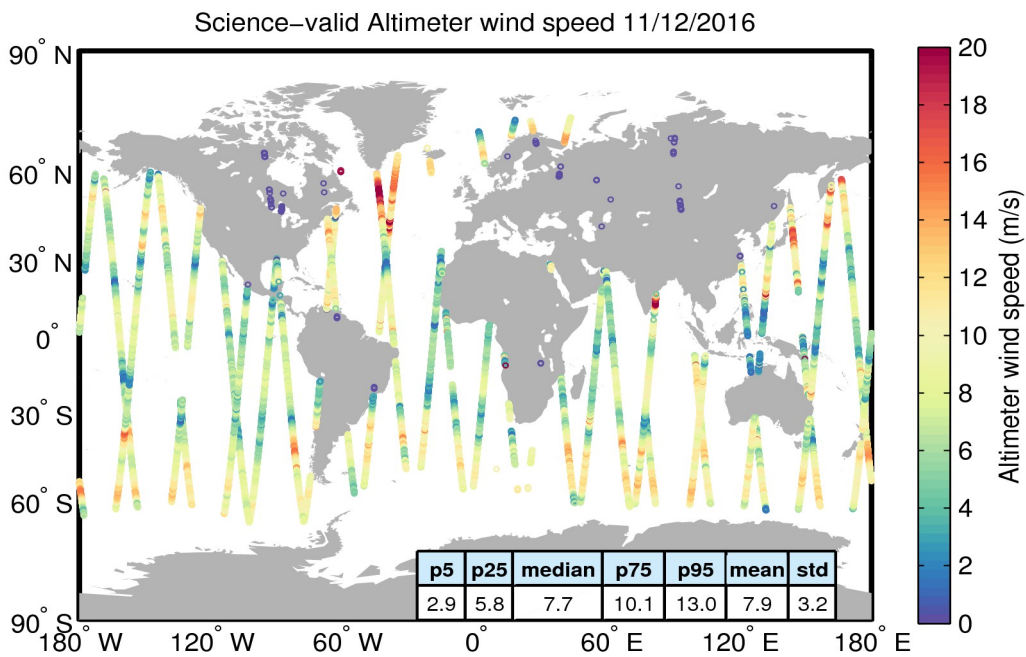 Science−valid Altimeter wind speed 11/12/2016
90° N
60° N
30° N
0°
30° S
60° S
90° S
180° W
120° W
60° W
0°
60° E
120° E
180° E
p5 p25 median p75 p95 mean std
2.9 5.8 7.7 10.1 13.0 7.9 3.2
20
18
16
14
12
10
8
6
4
2
0
Altimeter wind speed (m/s)